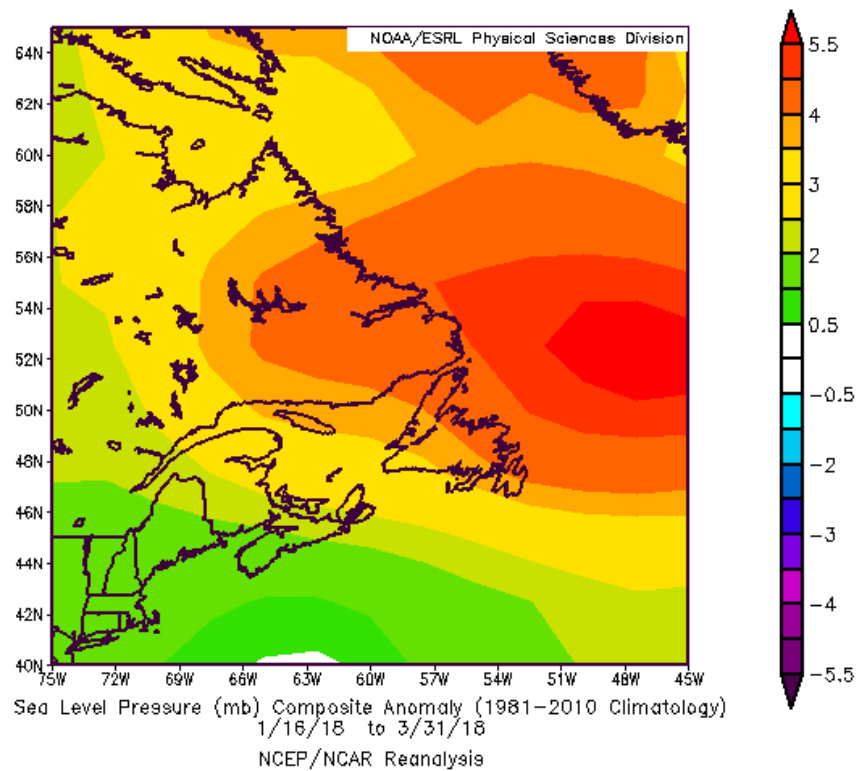 NOAA/ESRL Physical Sciences Division
64N
62N
60N
58N
56N
54N
52N
50N
48N
46N
44N
42N
40N
75W 72W 69W 66W 63W 60W 57W 54W 51W 48W 45W
5.5
4
3
2
0.5
-0.5
-2
-3
-4
-5.5
Sea Level Pressure (mb) Composite Anomaly (1981-2010 Climatology)
1/16/18 to 3/31/18
NCEP/NCAR Reanalysis